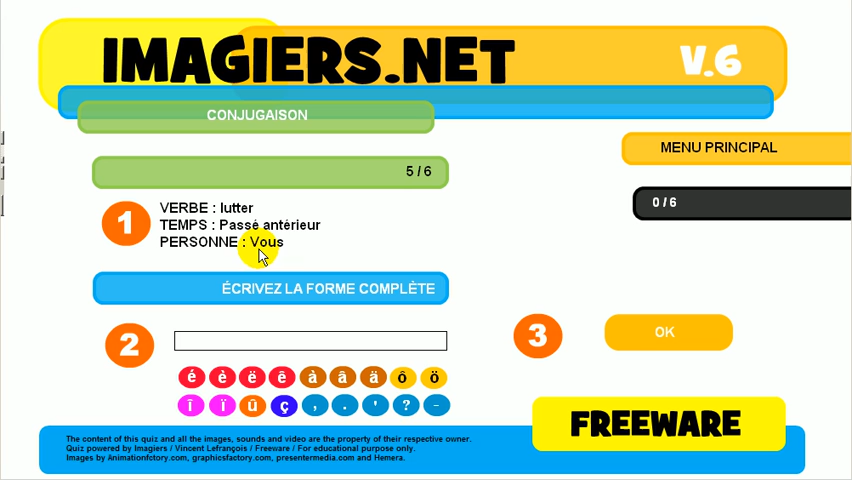 IMAGIERS.NET
V.6
CONJUGAISON
MENU PRINCIPAL
5 / 6
0 / 6
1
VERBE : lutter
TEMPS : Passé antérieur
PERSONNE : Vous
ÉCRIVEZ LA FORME COMPLÈTE
2
3
OK
é è ë ê à â ä ô ö
î ï û ç , . ' ? -
FREEWARE
The content of this quiz and all the images, sounds and video are the property of their respective owner.
Quiz powered by Imagiers / Vincent Lefrançois / Freeware / For educational purpose only.
Images by Animationfctory.com, graphicsfactory.com, presentermedia.com and Hemera.